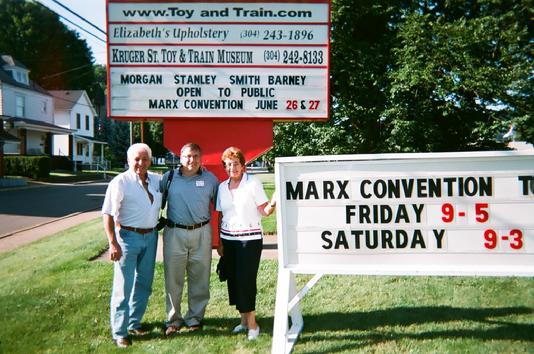 www.Toy and Train.com
Elizabeth's Upholstery (304) 243-1896
KRUGER ST. TOY & TRAIN MUSEUM (304) 242-8133
MORGAN STANLEY SMITH BARNEY
OPEN TO PUBLIC
MARX CONVENTION JUNE 26 & 27
MARX CONVENTION
FRIDAY 9-5
SATURDAY 9-3